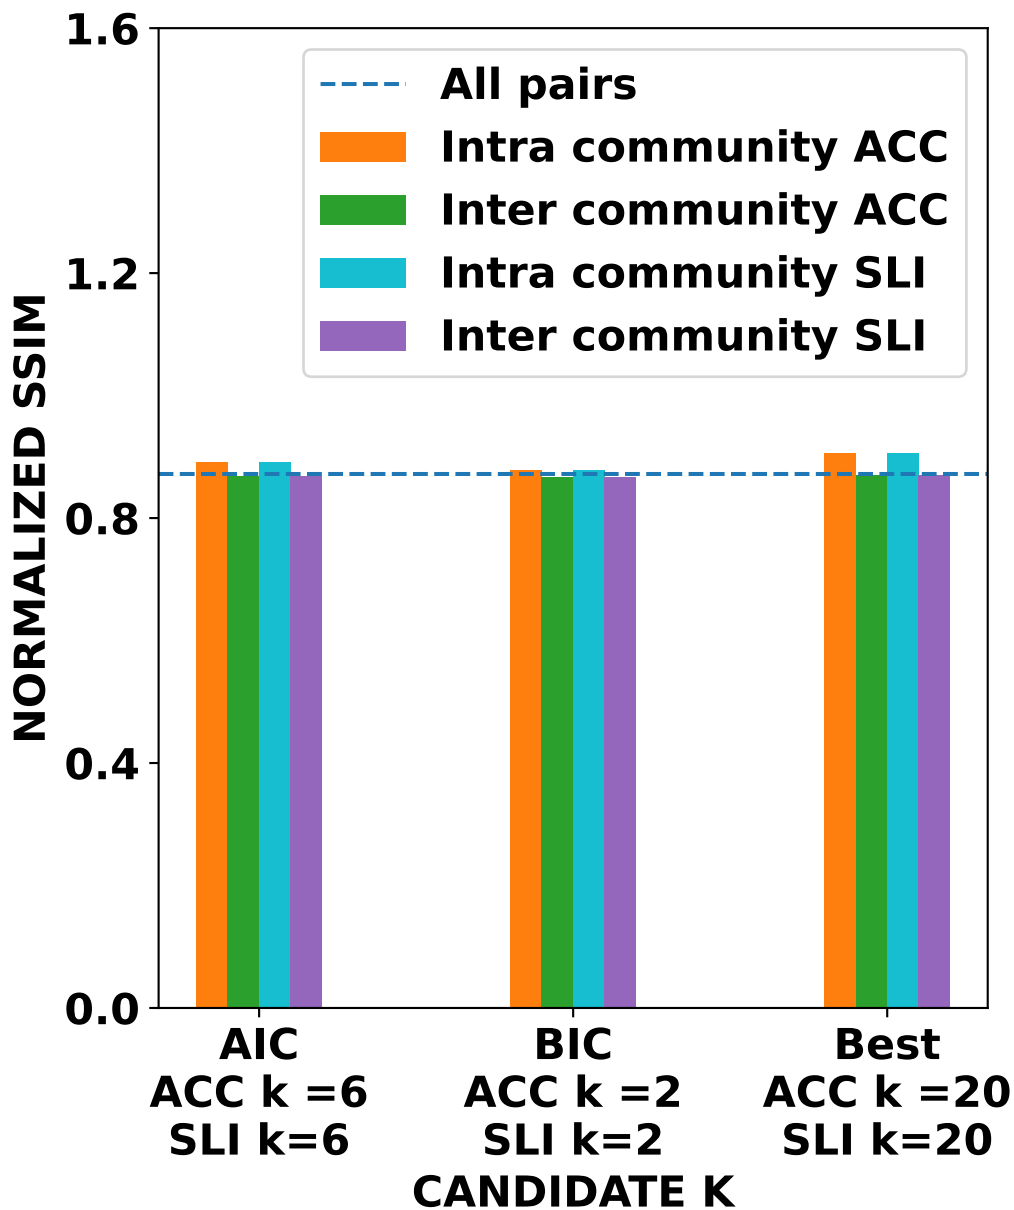 1.6
1.2
0.8
0.4
0.0
NORMALIZED SSIM
All pairs
Intra community ACC
Inter community ACC
Intra community SLI
Inter community SLI
AIC
ACC k =6
SLI k=6
BIC
ACC k =2
SLI k=2
Best
ACC k =20
SLI k=20
CANDIDATE K